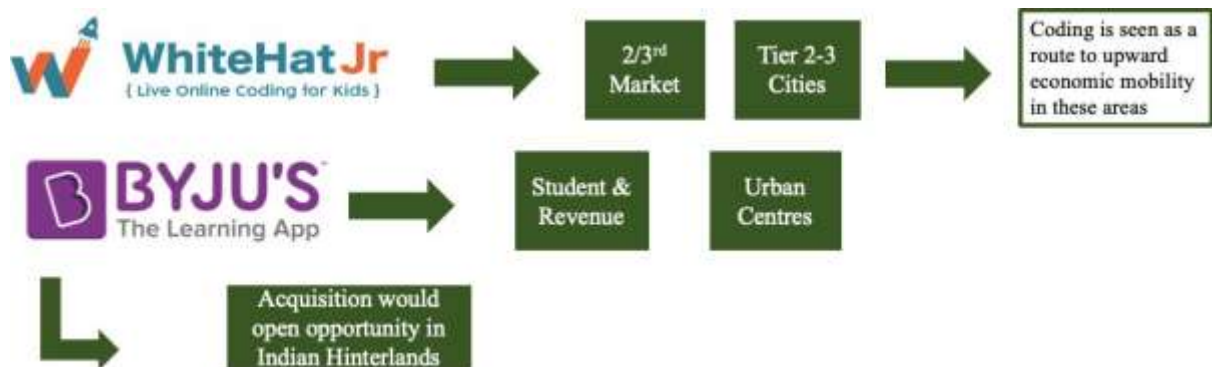 WhiteHatJr
{ Live Online Coding for Kids }
2/3rd
Market
Tier 2-3
Cities
Coding is seen as a
route to upward
economic mobility
in these areas
BYJU'S
The Learning App
Student &
Revenue
Urban
Centres
Acquisition would
open opportunity in
Indian Hinterlands